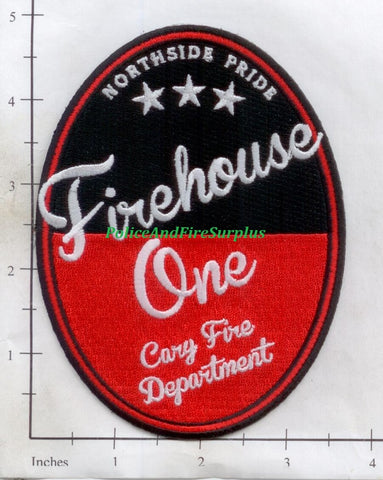 NORTHSIDE PRIDE
Firehouse
PoliceAndFireSurplus
One
Cary Fire
Department
5
4
3
2
1
Inches
1
2
3
4